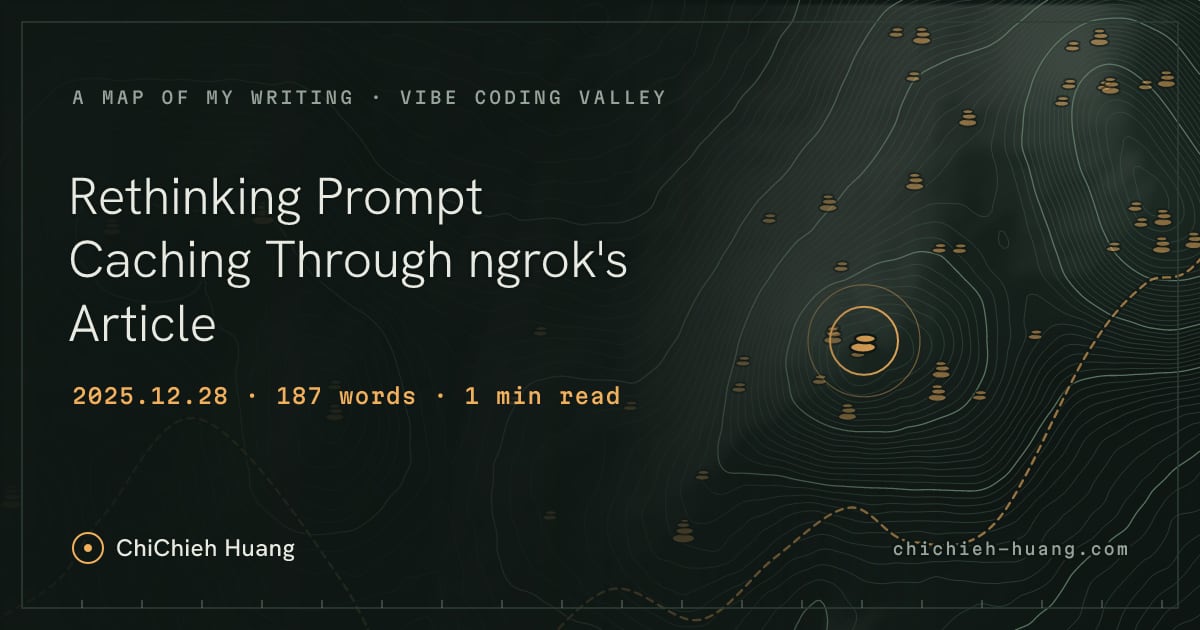 A MAP OF MY WRITING · VIBE CODING VALLEY
Rethinking Prompt
Caching Through ngrok's
Article
2025.12.28 · 187 words · 1 min read
ChiChieh Huang
chichieh-huang.com